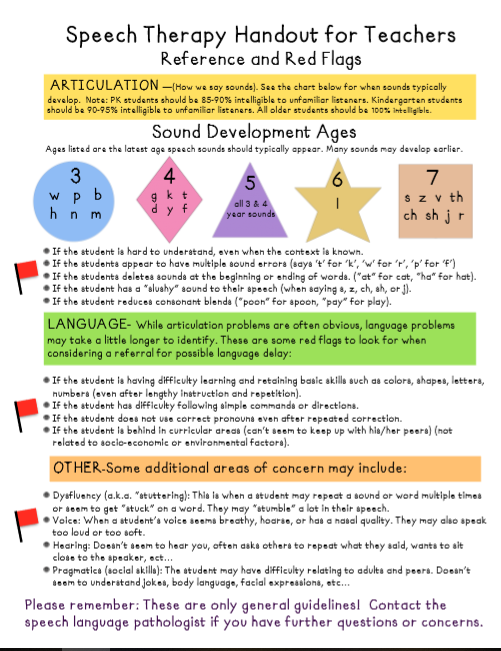 Speech Therapy Handout for Teachers
Reference and Red Flags
ARTICULATION —(How we say sounds). See the chart below for when sounds typically
develop. Note: PK students should be 85-90% intelligible to unfamiliar listeners. Kindergarten students
should be 90-95% intelligible to unfamiliar listeners. All older students should be 100% intelligible.
Sound Development Ages
Ages listed are the latest age speech sounds should typically appear. Many sounds may develop earlier.
3
w p b
h n m
4
g k t
d y f
5
all 3 & 4
year sounds
6
l
7
s z v th
ch sh j r
If the student is hard to understand, even when the context is known.
If the students appear to have multiple sound errors (says 't' for 'k', 'w' for 'r', 'p' for 'f')
If the students deletes sounds at the beginning or ending of words. ("at" for cat, "ha" for hat).
If the student has a "slushy" sound to their speech (when saying s, z, ch, sh, or j).
If the student reduces consonant blends ("poon" for spoon, "pay" for play).
LANGUAGE- While articulation problems are often obvious, language problems
may take a little longer to identify. These are some red flags to look for when
considering a referral for possible language delay:
If the student is having difficulty learning and retaining basic skills such as colors, shapes, letters,
numbers (even after lengthy instruction and repetition).
If the student has difficulty following simple commands or directions.
If the student does not use correct pronouns even after repeated correction.
If the student is behind in curricular areas (can't seem to keep up with his/her peers) (not
related to socio-economic or environmental factors).
OTHER-Some additional areas of concern may include:
Dysfluency (a.k.a. "stuttering): This is when a student may repeat a sound or word multiple times
or seem to get "stuck" on a word. They may "stumble" a lot in their speech.
Voice: When a student's voice seems breathy, hoarse, or has a nasal quality. They may also speak
too loud or too soft.
Hearing: Doesn't seem to hear you, often asks others to repeat what they said, wants to sit
close to the speaker, ect...
Pragmatics (social skills): The student may have difficulty relating to adults and peers. Doesn't
seem to understand jokes, body language, facial expressions, etc...
Please remember: These are only general guidelines! Contact the
speech language pathologist if you have further questions or concerns.